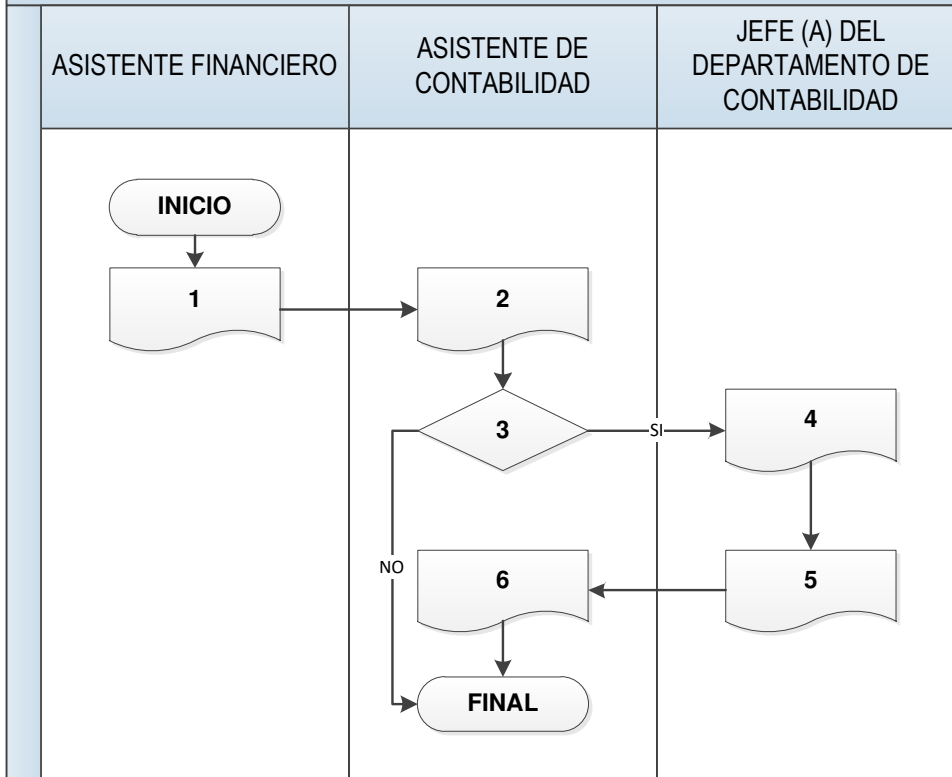 ASISTENTE FINANCIERO
ASISTENTE DE
CONTABILIDAD
JEFE (A) DEL
DEPARTAMENTO DE
CONTABILIDAD
INICIO
1
2
3
SI
4
NO
6
5
FINAL